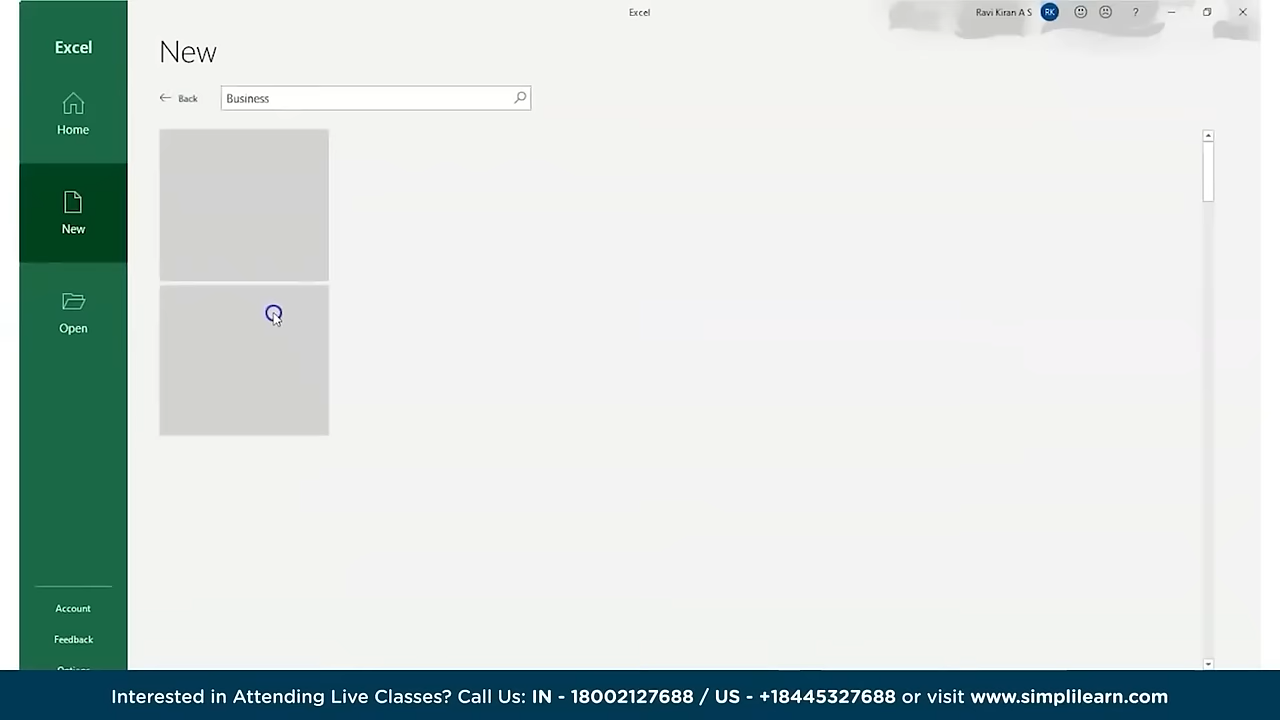 Excel
Ravi Kiran A S
RK
?
Excel
New
Back
Business
Home
New
Open
Account
Feedback
Options
Interested in Attending Live Classes? Call Us: IN - 18002127688 / US - +18445327688 or visit www.simplilearn.com